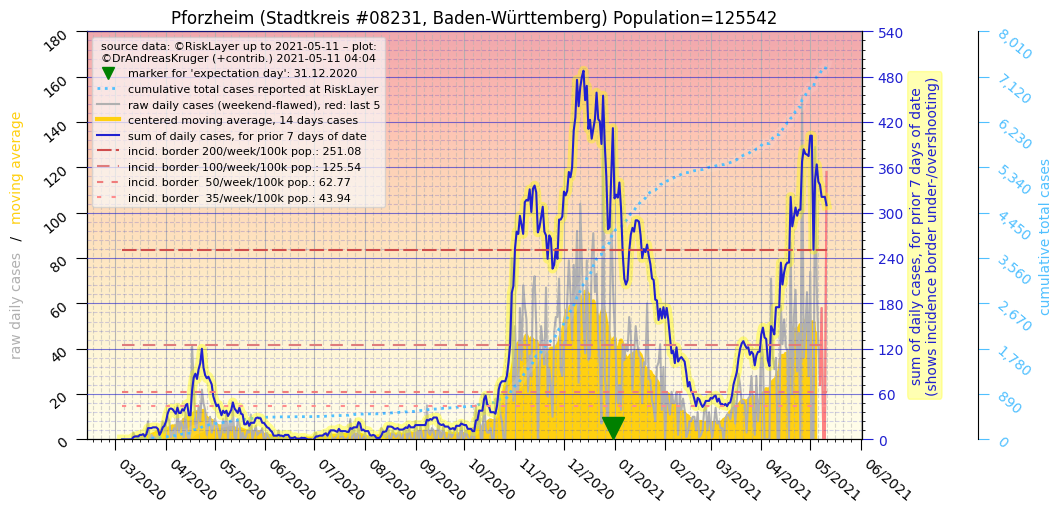 Pforzheim (Stadtkreis #08231, Baden-Württemberg) Population=125542
source data: ©RiskLayer up to 2021-05-11 – plot:
©DrAndreasKruger (+contrib.) 2021-05-11 04:04
marker for 'expectation day': 31.12.2020
cumulative total cases reported at RiskLayer
raw daily cases (weekend-flawed), red: last 5
centered moving average, 14 days cases
sum of daily cases, for prior 7 days of date
incid. border 200/week/100k pop.: 251.08
incid. border 100/week/100k pop.: 125.54
incid. border  50/week/100k pop.: 62.77
incid. border  35/week/100k pop.: 43.94
raw daily cases / moving average
180
160
140
120
100
80
60
40
20
0
540
480
420
360
300
240
180
120
60
0
sum of daily cases, for prior 7 days of date
(shows incidence border under-/overshooting)
8,010
7,120
6,230
5,340
4,450
3,560
2,670
1,780
890
0
cumulative total cases
03/2020
04/2020
05/2020
06/2020
07/2020
08/2020
09/2020
10/2020
11/2020
12/2020
01/2021
02/2021
03/2021
04/2021
05/2021
06/2021